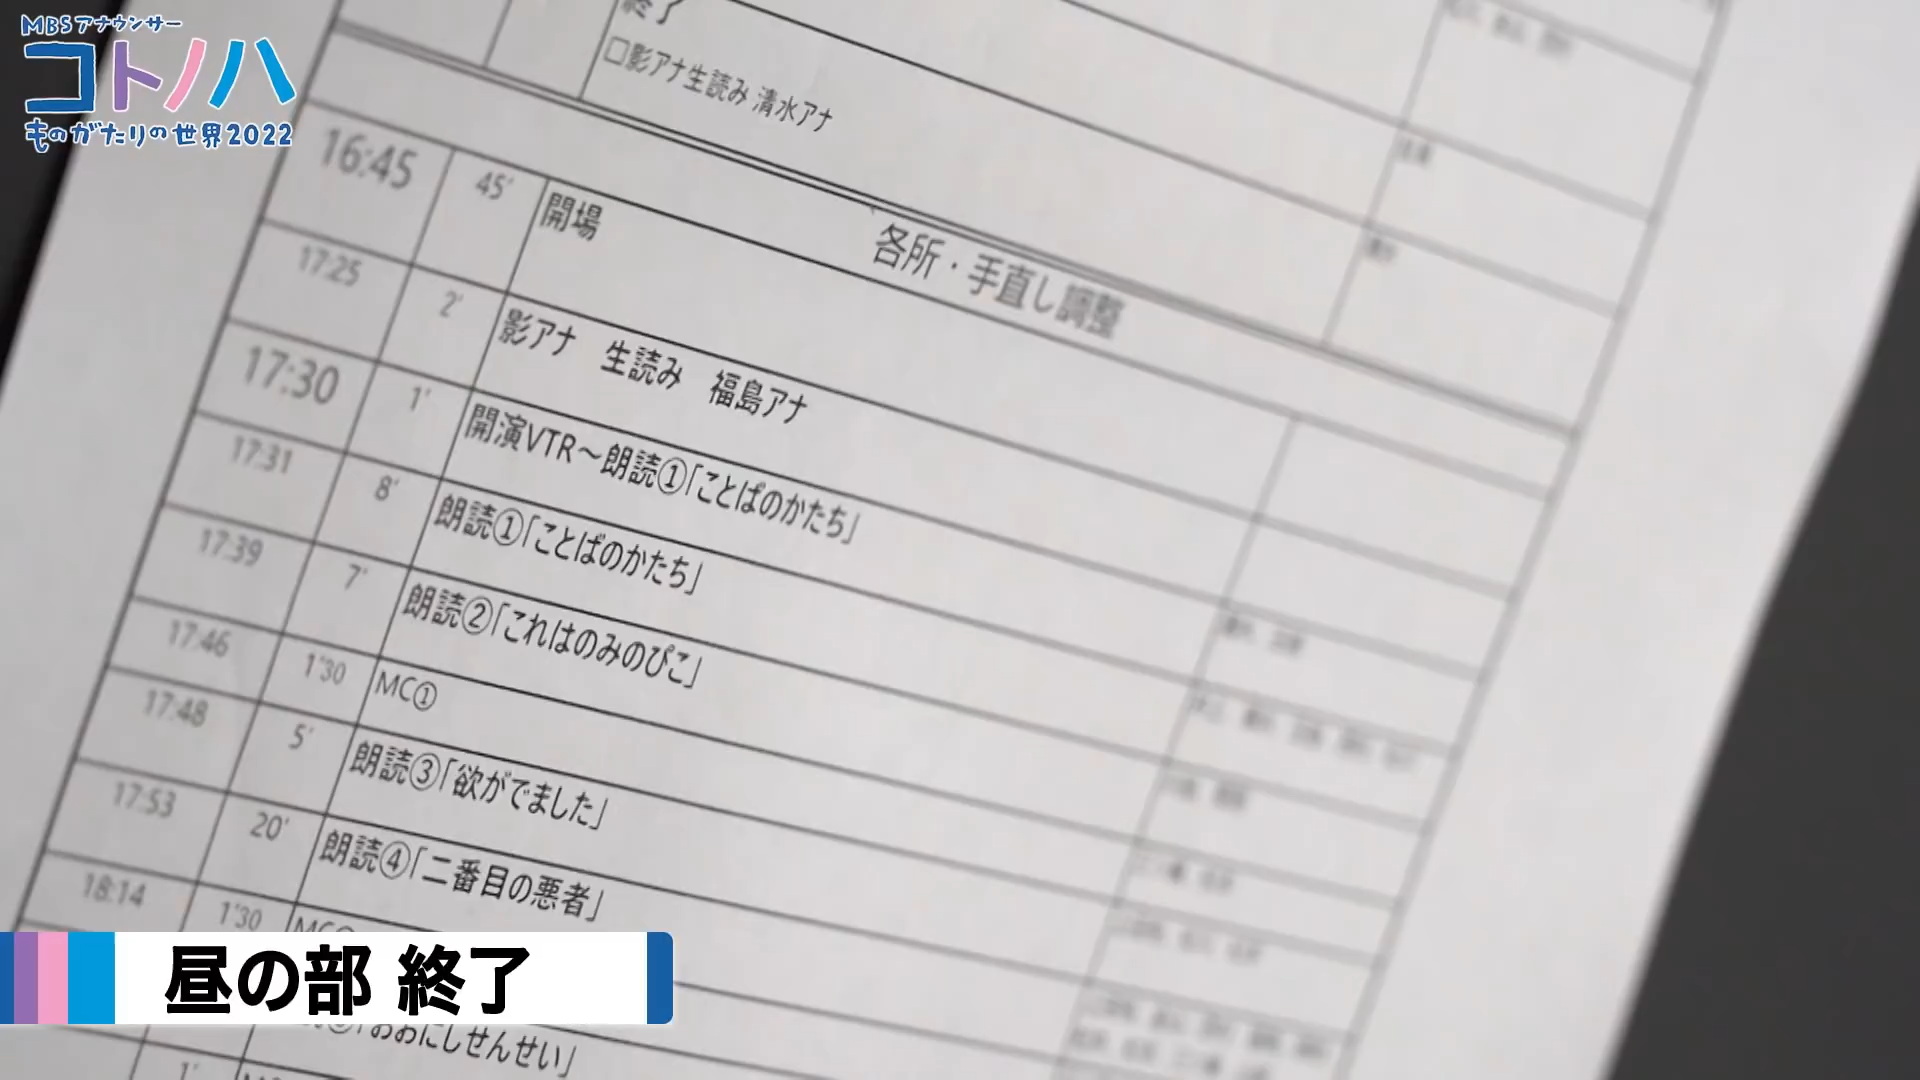 MBSアナウンサー
コトノハ
ものがたりの世界2022
終了
□影アナ生読み 清水アナ
各所・手直し調整
16:45 45' 開場
17:25 2' 影アナ 生読み 福島アナ
17:30 1' 開演VTR～朗読①「ことばのかたち」
17:31 8' 朗読①「ことばのかたち」
17:39 7' 朗読②「これはのみのぴこ」
17:46 1'30 MC①
17:48 5' 朗読③「欲がでました」
17:53 20' 朗読④「二番目の悪者」
18:14 1'30 MC
「おおにしせんせい」
1'
昼の部 終了